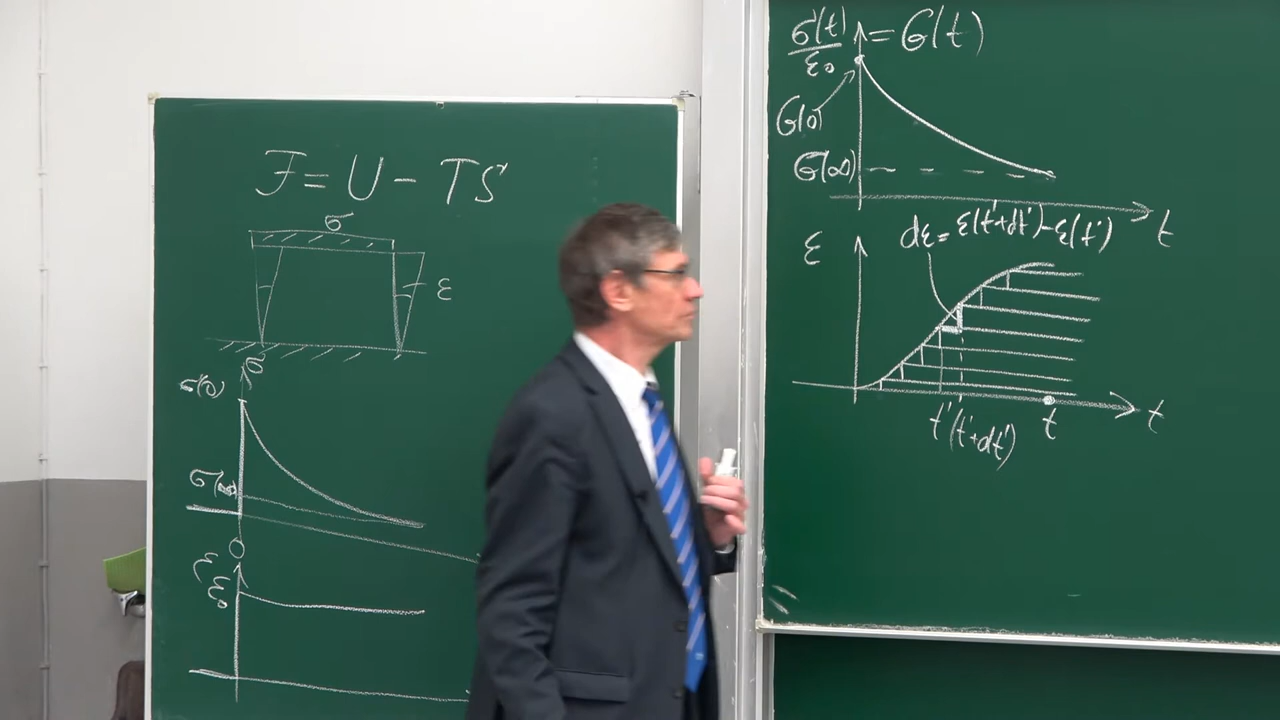 F = U - TS
σ
ε
σ
σ(0)
σ(∞)
ε
ε₀
σ(t)/ε₀ = G(t)
G(0)
G(∞)
t
dε = ε(t'+dt') - ε(t')
ε
t' (t'+dt')
t
t